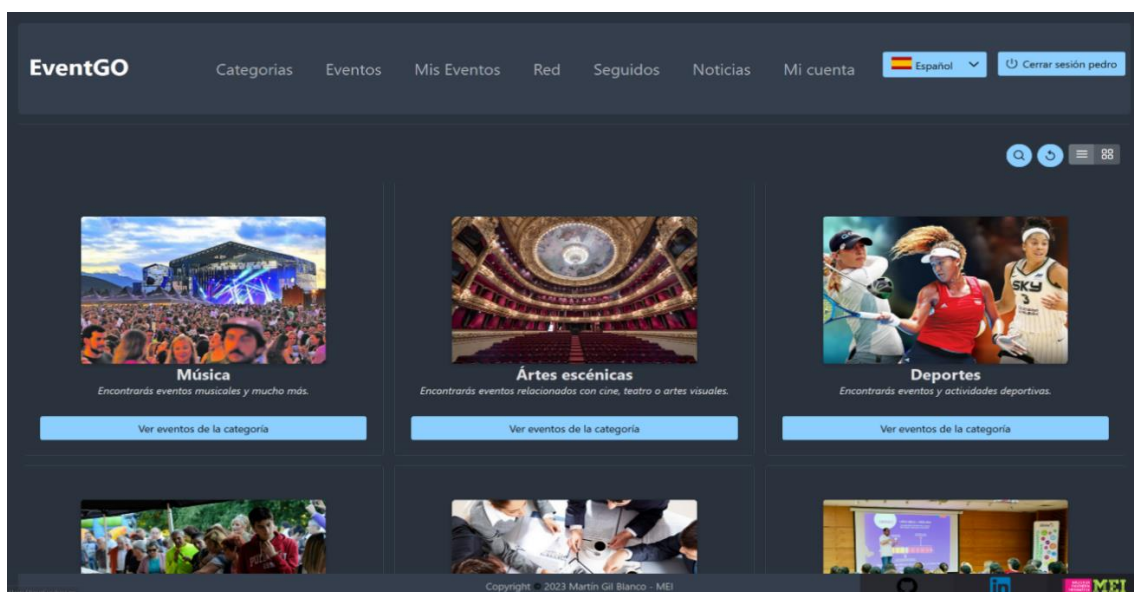 EventGO
Categorias
Eventos
Mis Eventos
Red
Seguidos
Noticias
Mi cuenta
Español
Cerrar sesión pedro
SKY
3
Música
Encontrarás eventos musicales y mucho más.
Ver eventos de la categoría
Ártes escénicas
Encontrarás eventos relacionados con cine, teatro o artes visuales.
Ver eventos de la categoría
Deportes
Encontrarás eventos y actividades deportivas.
Ver eventos de la categoría
Copyright © 2023 Martín Gil Blanco - MEI
in
MEI